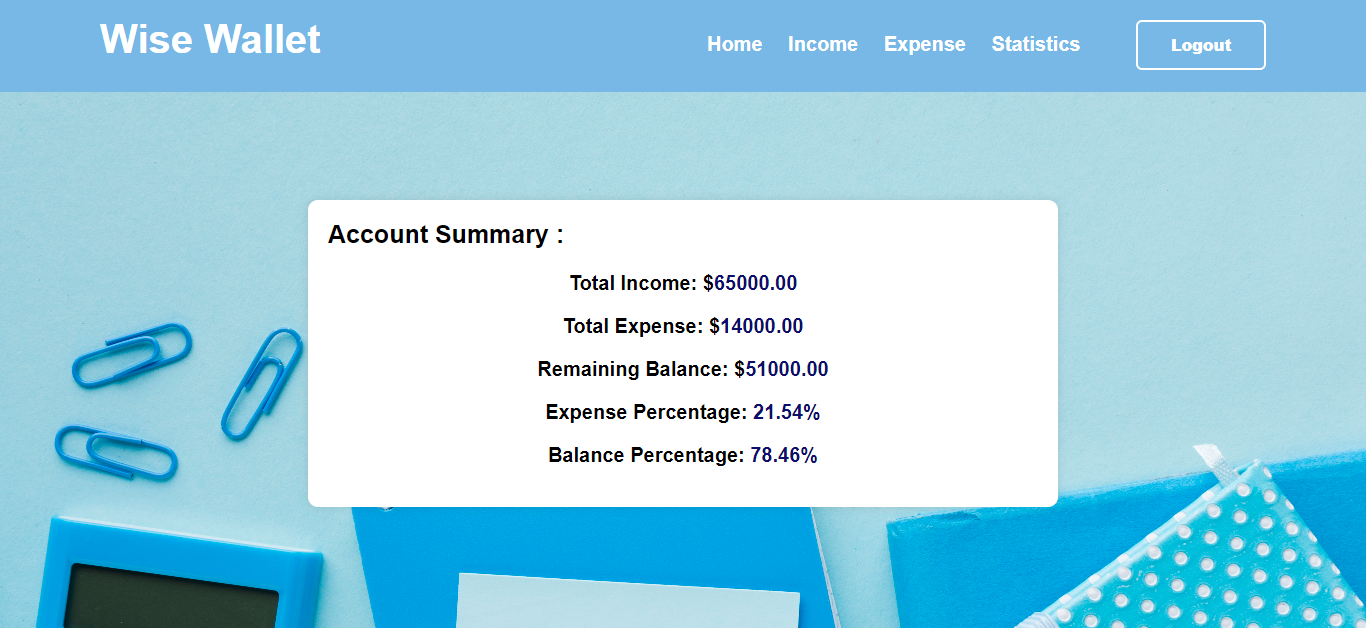 Wise Wallet
Home Income Expense Statistics Logout
Account Summary :
Total Income: $65000.00
Total Expense: $14000.00
Remaining Balance: $51000.00
Expense Percentage: 21.54%
Balance Percentage: 78.46%